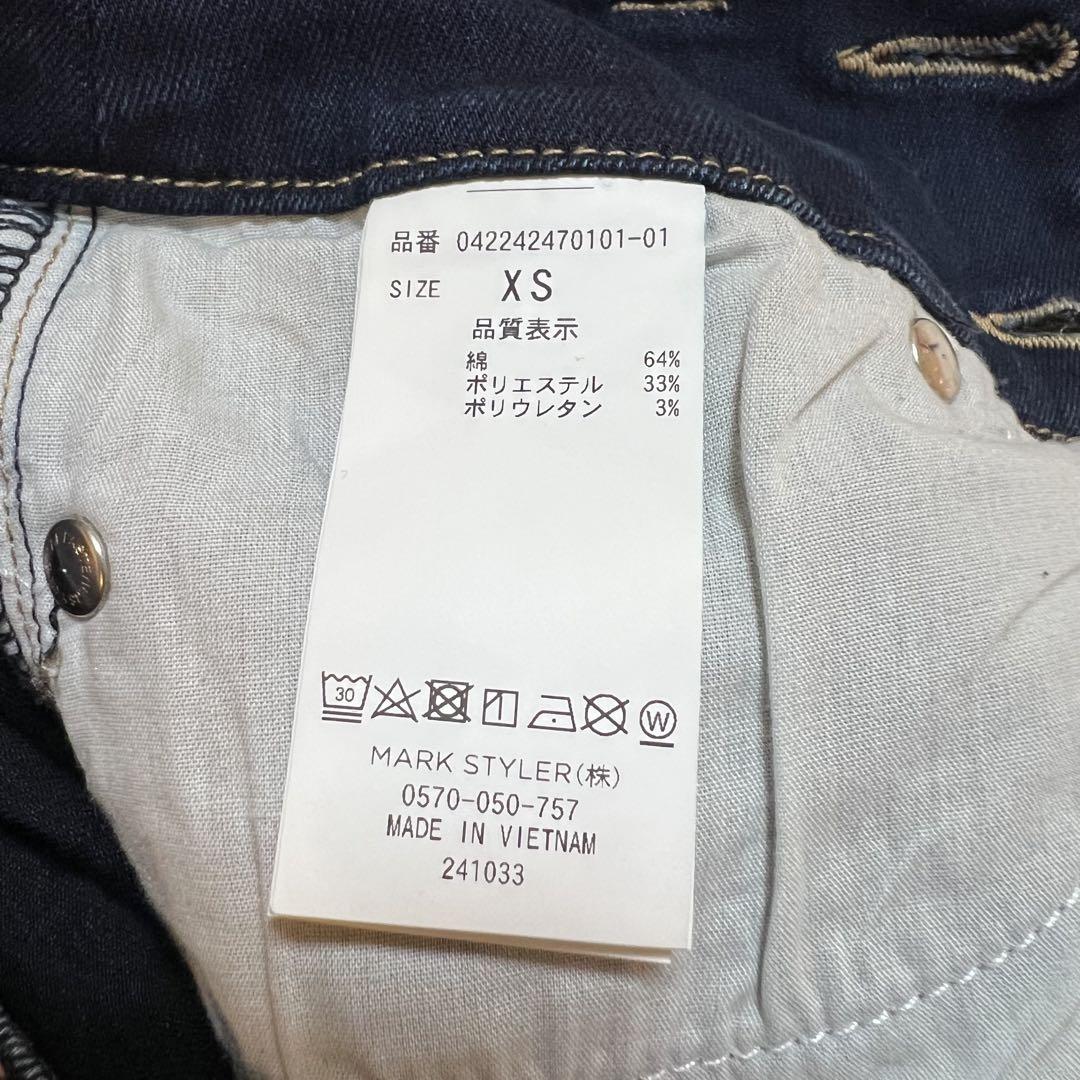 品番 042242470101-01
SIZE XS
品質表示
綿 64%
ポリエステル 33%
ポリウレタン 3%
30
W
MARK STYLER(株)
0570-050-757
MADE IN VIETNAM
241033